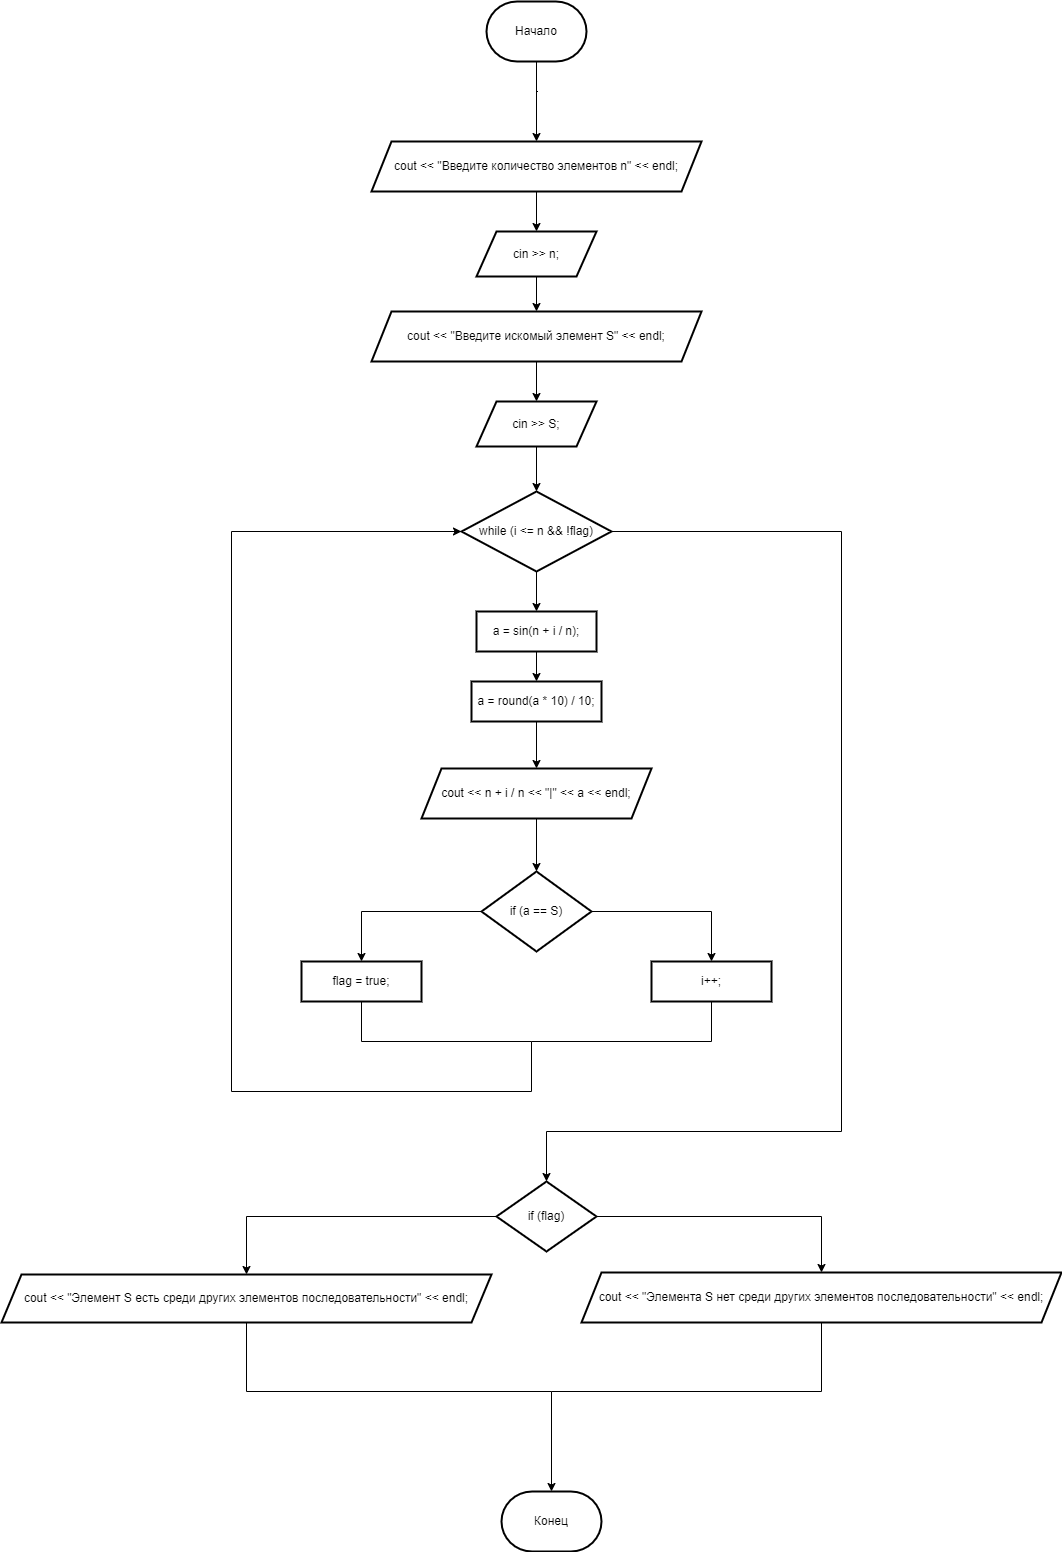 Начало
cout << "Введите количество элементов n" << endl;
cin >> n;
cout << "Введите искомый элемент S" << endl;
cin >> S;
while (i <= n && !flag)
a = sin(n + i / n);
a = round(a * 10) / 10;
cout << n + i / n << "|" << a << endl;
if (a == S)
flag = true;
i++;
if (flag)
cout << "Элемент S есть среди других элементов последовательности" << endl;
cout << "Элемента S нет среди других элементов последовательности" << endl;
Конец